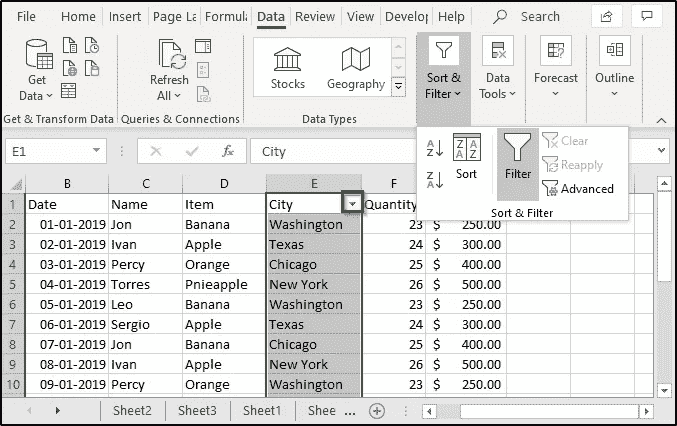 File Home Insert Page La Formula Data Review View Develop Help Search
Get Data Refresh All Stocks Geography Sort & Filter Data Tools Forecast Outline
Get & Transform Data Queries & Connections Data Types
A Z Z A Z A A Z Sort Filter Clear Reapply Advanced
Sort & Filter
E1 fx City
B C D E F
1 Date Name Item City Quantity
2 01-01-2019 Jon Banana Washington 23 $ 250.00
3 02-01-2019 Ivan Apple Texas 24 $ 300.00
4 03-01-2019 Percy Orange Chicago 25 $ 400.00
5 04-01-2019 Torres Pnieapple New York 26 $ 500.00
6 05-01-2019 Leo Banana Washington 23 $ 250.00
7 06-01-2019 Sergio Apple Texas 24 $ 300.00
8 07-01-2019 Jon Banana Chicago 25 $ 400.00
9 08-01-2019 Ivan Apple New York 26 $ 500.00
10 09-01-2019 Percy Orange Washington 23 $ 250.00
Sheet2 Sheet3 Sheet1 Shee ...